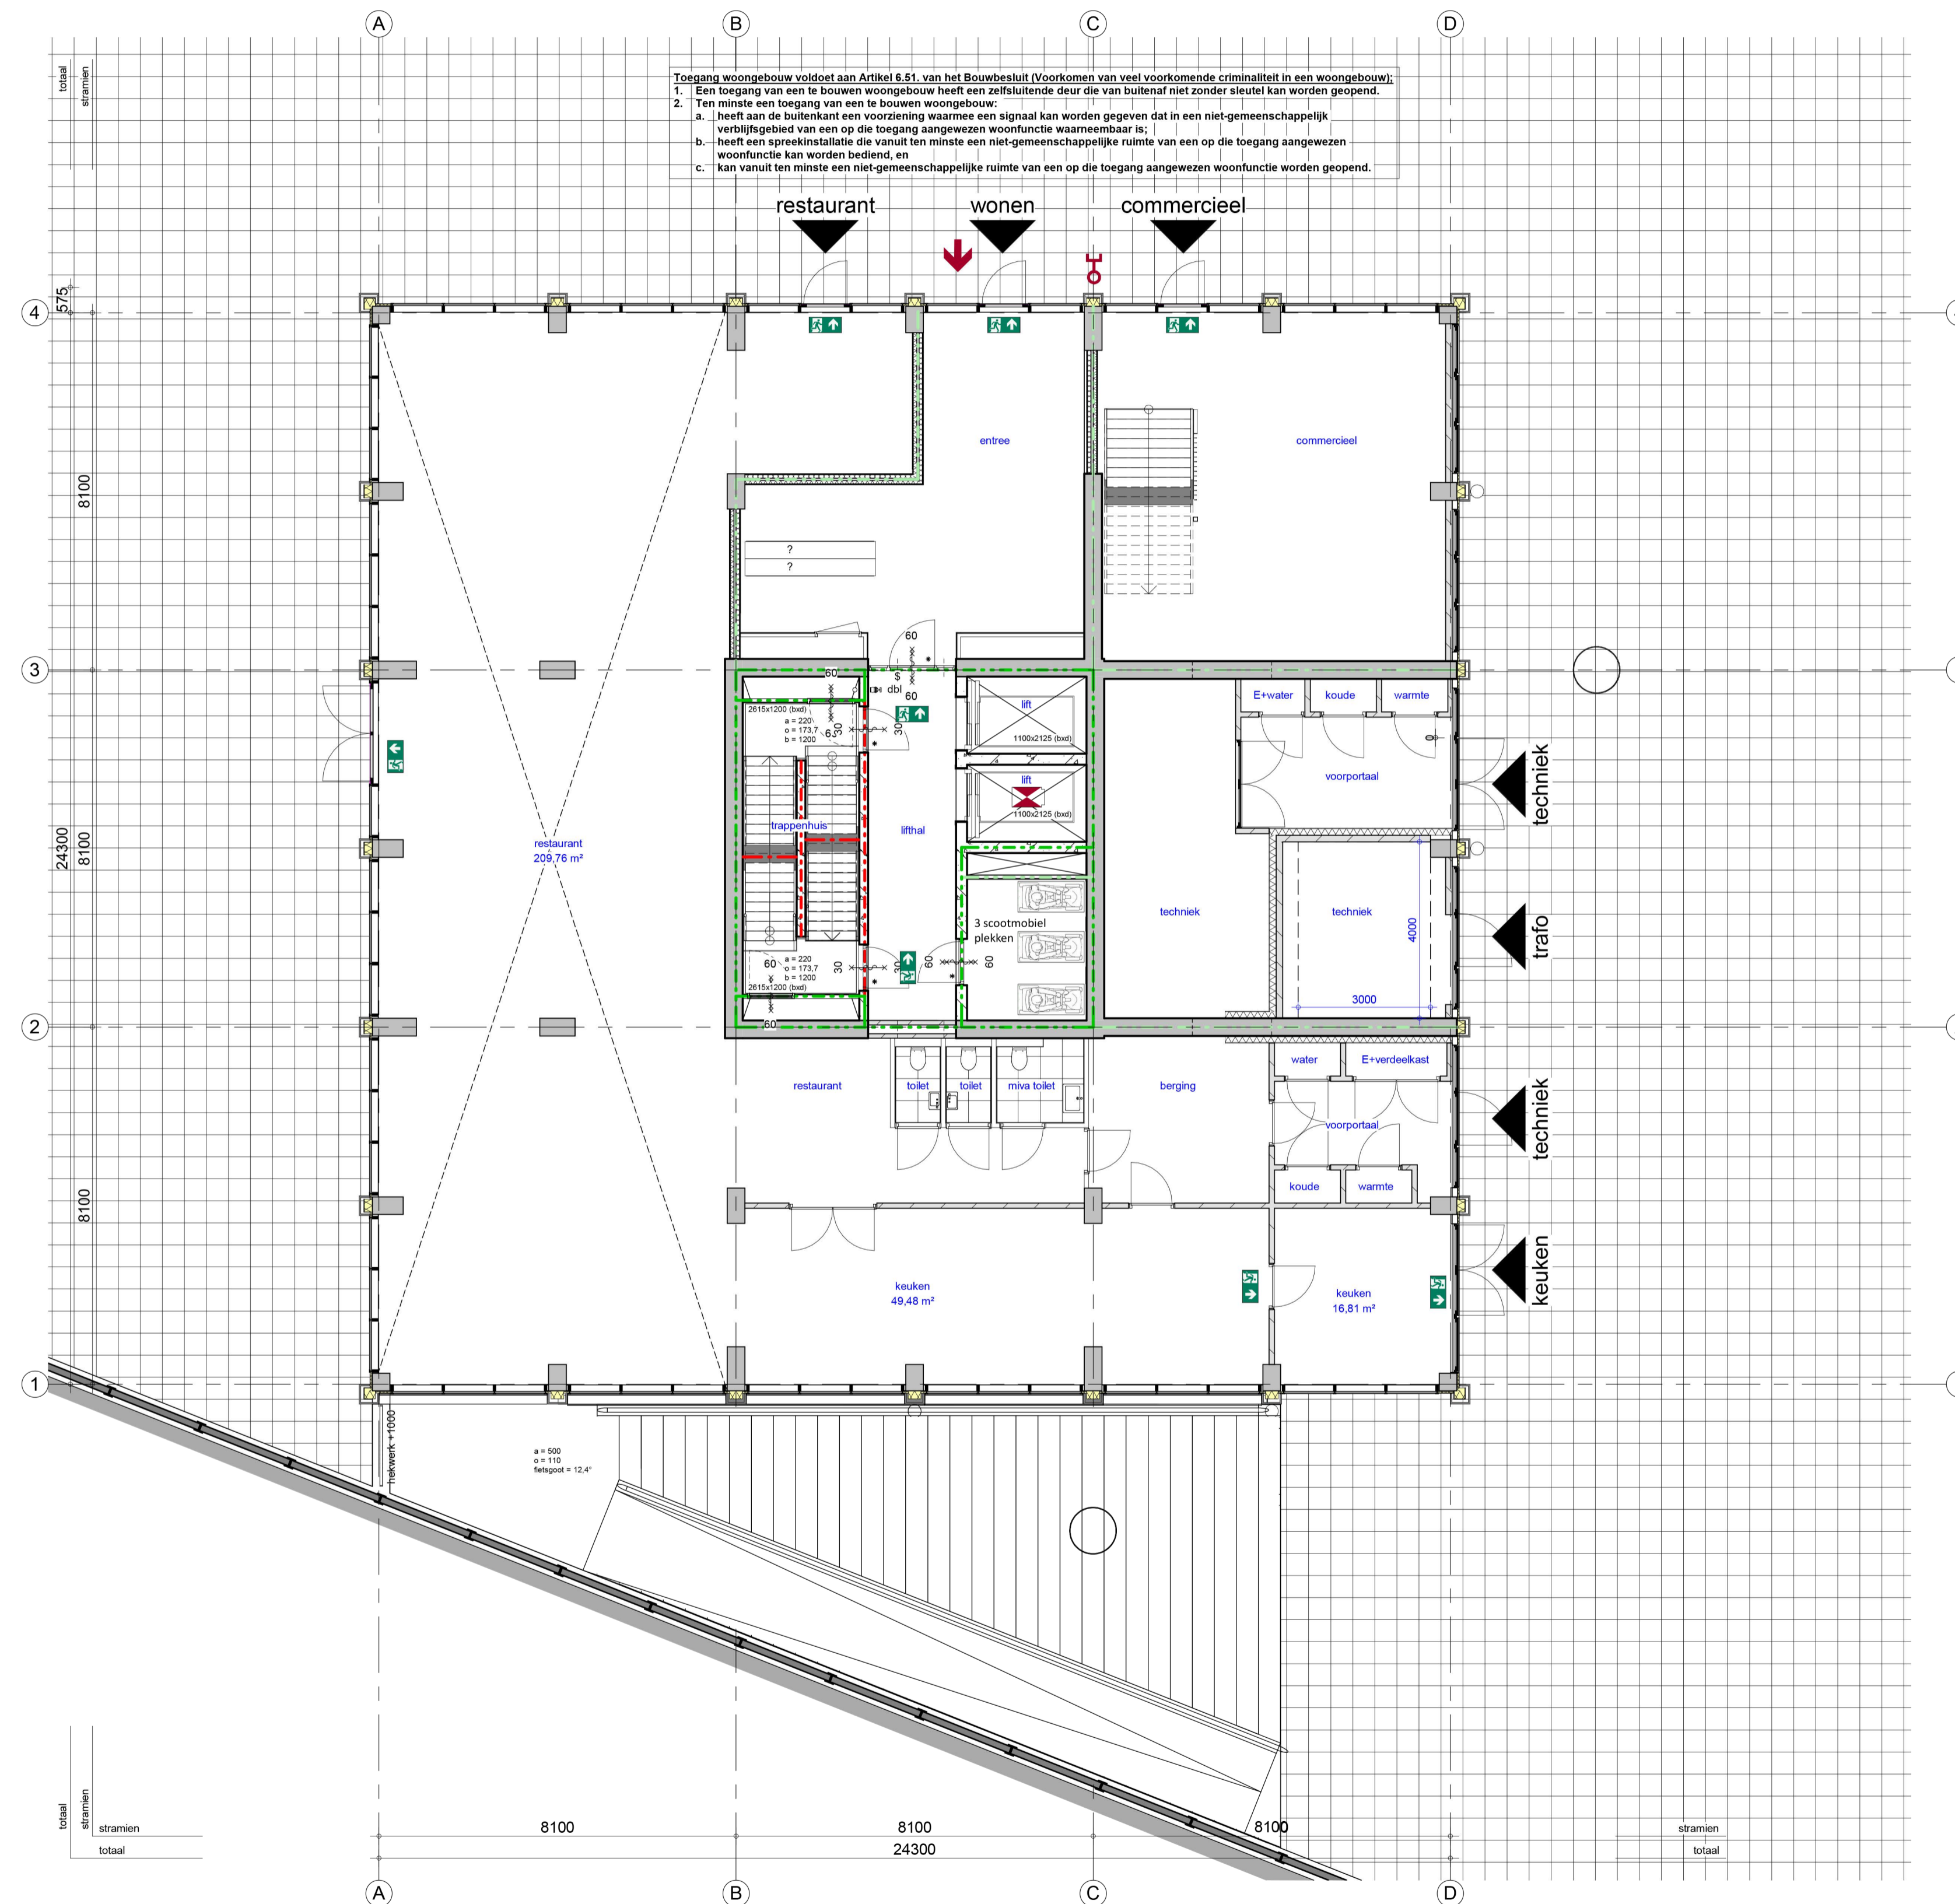 A
B
C
D
totaal
stramien
Toegang woongebouw voldoet aan Artikel 6.51. van het Bouwbesluit (Voorkomen van veel voorkomende criminaliteit in een woongebouw);
1. Een toegang van een te bouwen woongebouw heeft een zelfsluitende deur die van buitenaf niet zonder sleutel kan worden geopend.
2. Ten minste een toegang van een te bouwen woongebouw:
a. heeft aan de buitenkant een voorziening waarmee een signaal kan worden gegeven dat in een niet-gemeenschappelijk
verblijfsgebied van een op die toegang aangewezen woonfunctie waarneembaar is;
b. heeft een spreekinstallatie die vanuit ten minste een niet-gemeenschappelijke ruimte van een op die toegang aangewezen
woonfunctie kan worden bediend, en
c. kan vanuit ten minste een niet-gemeenschappelijke ruimte van een op die toegang aangewezen woonfunctie worden geopend.
restaurant
wonen
commercieel
575
4
entree
commercieel
8100
?
?
60
3
60
$
dbl
60
E+water
koude
warmte
2615x1200 (bxd)
a = 220
o = 173,7
b = 1200
30
30
lift
1100x2125 (bxd)
voorportaal
techniek
lift
1100x2125 (bxd)
trappenhuis
lifthal
restaurant
209,76 m²
24300
8100
techniek
techniek
4000
trafo
3 scootmobiel
plekken
60
a = 220
o = 173,7
b = 1200
2615x1200 (bxd)
30
30
60
60
3000
60
2
water
E+verdeelkast
restaurant
toilet
toilet
miva toilet
berging
techniek
voorportaal
koude
warmte
8100
keuken
49,48 m²
keuken
16,81 m²
keuken
1
hekwerk +1000
a = 500
o = 110
fietsgoot = 12,4°
totaal
stramien
stramien
totaal
8100
8100
8100
24300
stramien
totaal
A
B
C
D